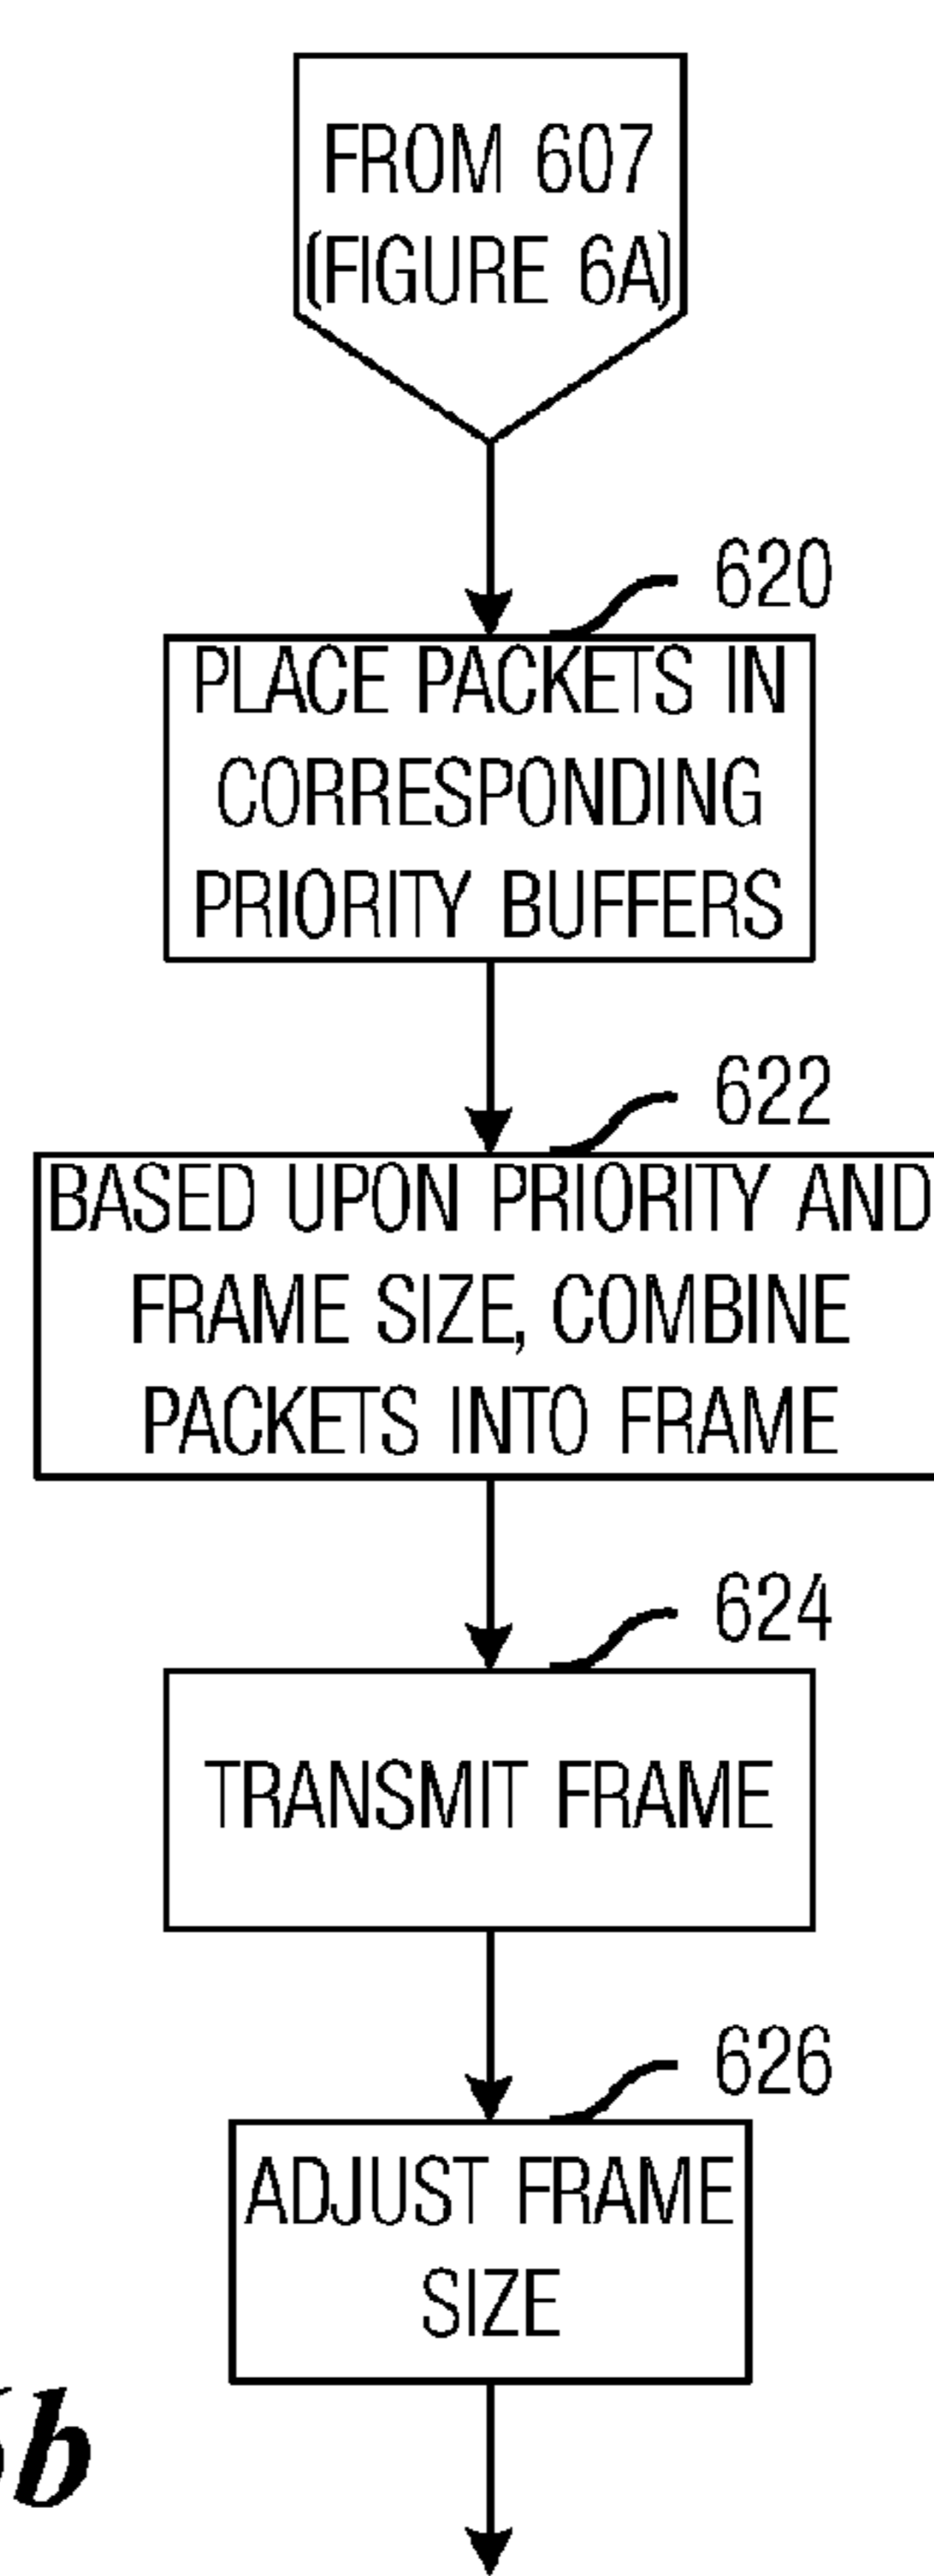 FROM 607
(FIGURE 6A)
620
PLACE PACKETS IN
CORRESPONDING
PRIORITY BUFFERS
622
BASED UPON PRIORITY AND
FRAME SIZE, COMBINE
PACKETS INTO FRAME
624
TRANSMIT FRAME
626
ADJUST FRAME
SIZE
6b